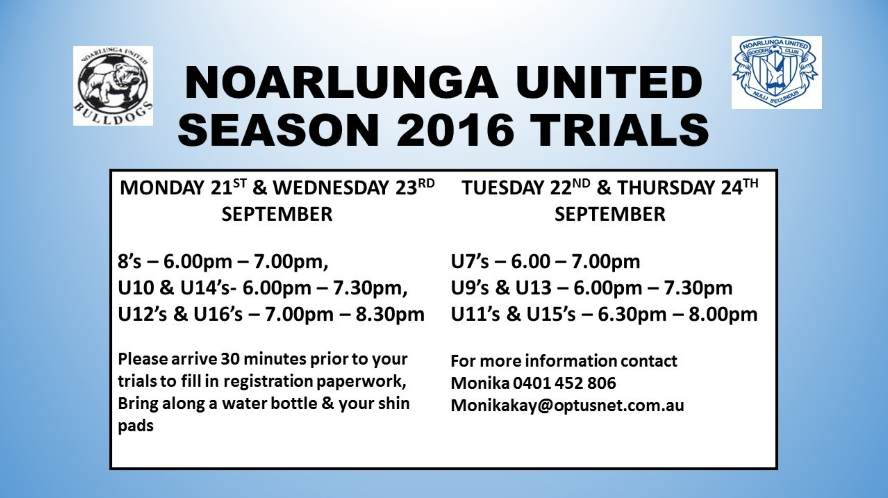 NOARLUNGA UNITED
BULLDOGS
NOARLUNGA UNITED
SOCCER CLUB
NULLI SECUNDUS
NOARLUNGA UNITED
SEASON 2016 TRIALS
MONDAY 21ST & WEDNESDAY 23RD
SEPTEMBER
8’s – 6.00pm – 7.00pm,
U10 & U14’s- 6.00pm – 7.30pm,
U12’s & U16’s – 7.00pm – 8.30pm
Please arrive 30 minutes prior to your
trials to fill in registration paperwork,
Bring along a water bottle & your shin
pads
TUESDAY 22ND & THURSDAY 24TH
SEPTEMBER
U7’s – 6.00 – 7.00pm
U9’s & U13 – 6.00pm – 7.30pm
U11’s & U15’s – 6.30pm – 8.00pm
For more information contact
Monika 0401 452 806
Monikakay@optusnet.com.au